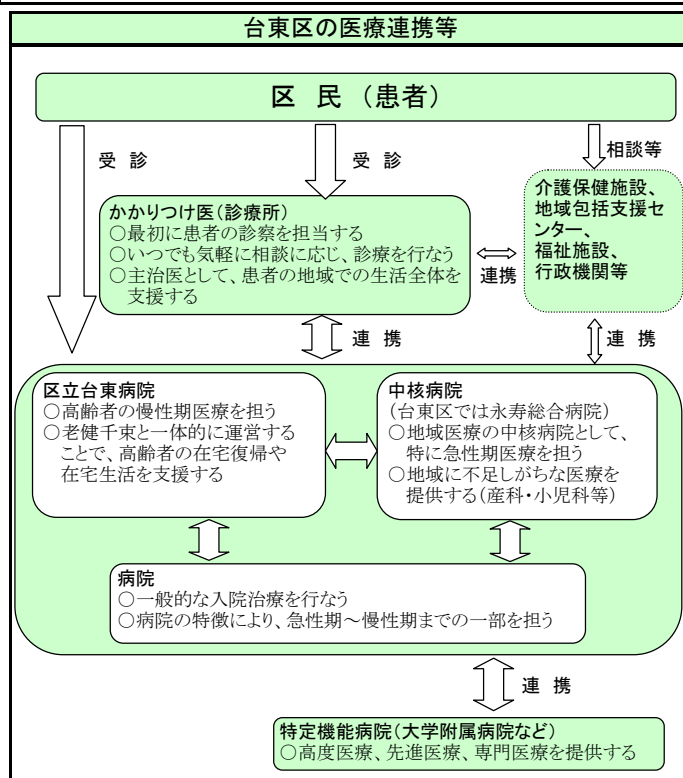 台東区の医療連携等
区 民 （患者）
受 診
受 診
相談等
かかりつけ医（診療所）
○最初に患者の診察を担当する
○いつでも気軽に相談に応じ、診療を行なう
○主治医として、患者の地域での生活全体を
支援する
連携
介護保健施設、
地域包括支援セ
ンター、
福祉施設、
行政機関等
連 携
連 携
区立台東病院
○高齢者の慢性期医療を担う
○老健千束と一体的に運営する
ことで、高齢者の在宅復帰や
在宅生活を支援する
中核病院
（台東区では永寿総合病院）
○地域医療の中核病院として、
特に急性期医療を担う
○地域に不足しがちな医療を
提供する（産科・小児科等）
病院
○一般的な入院治療を行なう
○病院の特徴により、急性期～慢性期までの一部を担う
連 携
特定機能病院（大学附属病院など）
○高度医療、先進医療、専門医療を提供する